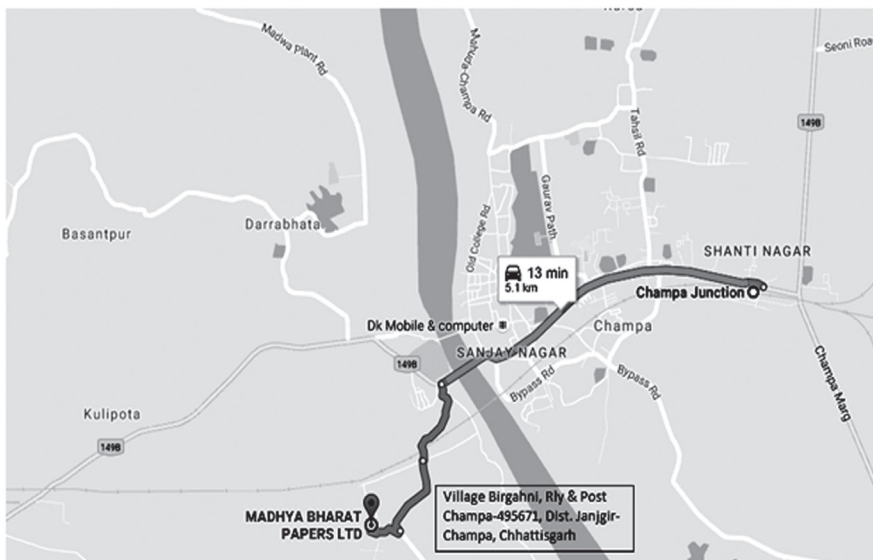 Madwa Plant Rd
Mahuda-Champa Rd
Seoni Road
149B
Tahsil Rd
Gaurav Path
Old College Rd
Basantpur
Darrabhata
SHANTI NAGAR
13 min
5.1 km
Champa Junction
Dk Mobile & computer
Champa
SANJAY NAGAR
149B
Bypass Rd
Bypass Rd
Champa Marg
Kulipota
149B
MADHYA BHARAT
PAPERS LTD
Village Birgahni, Rly & Post
Champa-495671, Dist. Janjgir-
Champa, Chhattisgarh